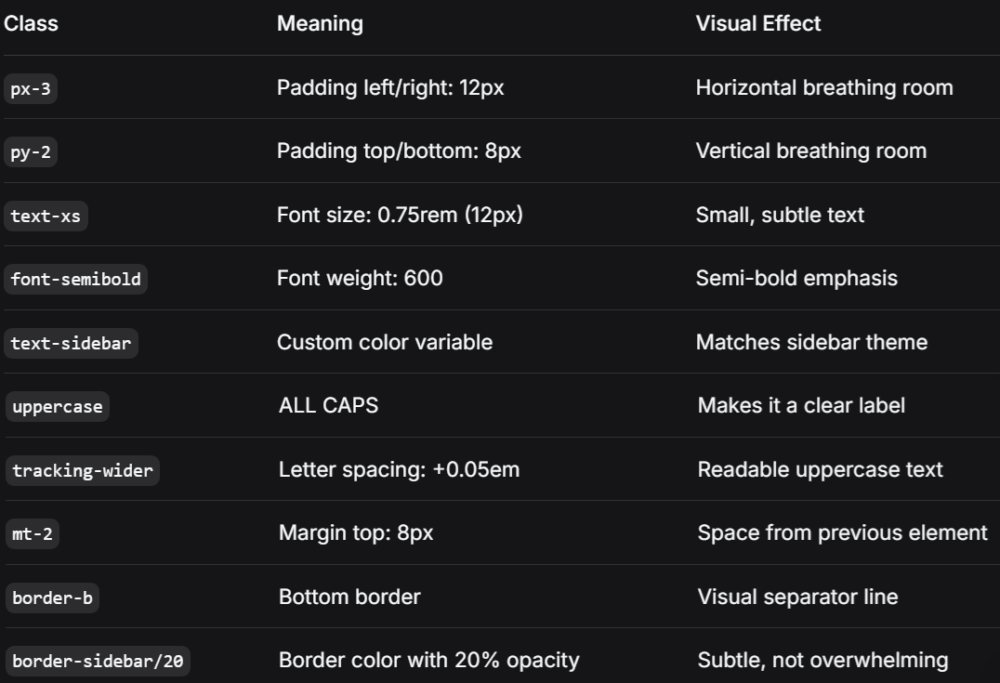 Class Meaning Visual Effect
px-3 Padding left/right: 12px Horizontal breathing room
py-2 Padding top/bottom: 8px Vertical breathing room
text-xs Font size: 0.75rem (12px) Small, subtle text
font-semibold Font weight: 600 Semi-bold emphasis
text-sidebar Custom color variable Matches sidebar theme
uppercase ALL CAPS Makes it a clear label
tracking-wider Letter spacing: +0.05em Readable uppercase text
mt-2 Margin top: 8px Space from previous element
border-b Bottom border Visual separator line
border-sidebar/20 Border color with 20% opacity Subtle, not overwhelming